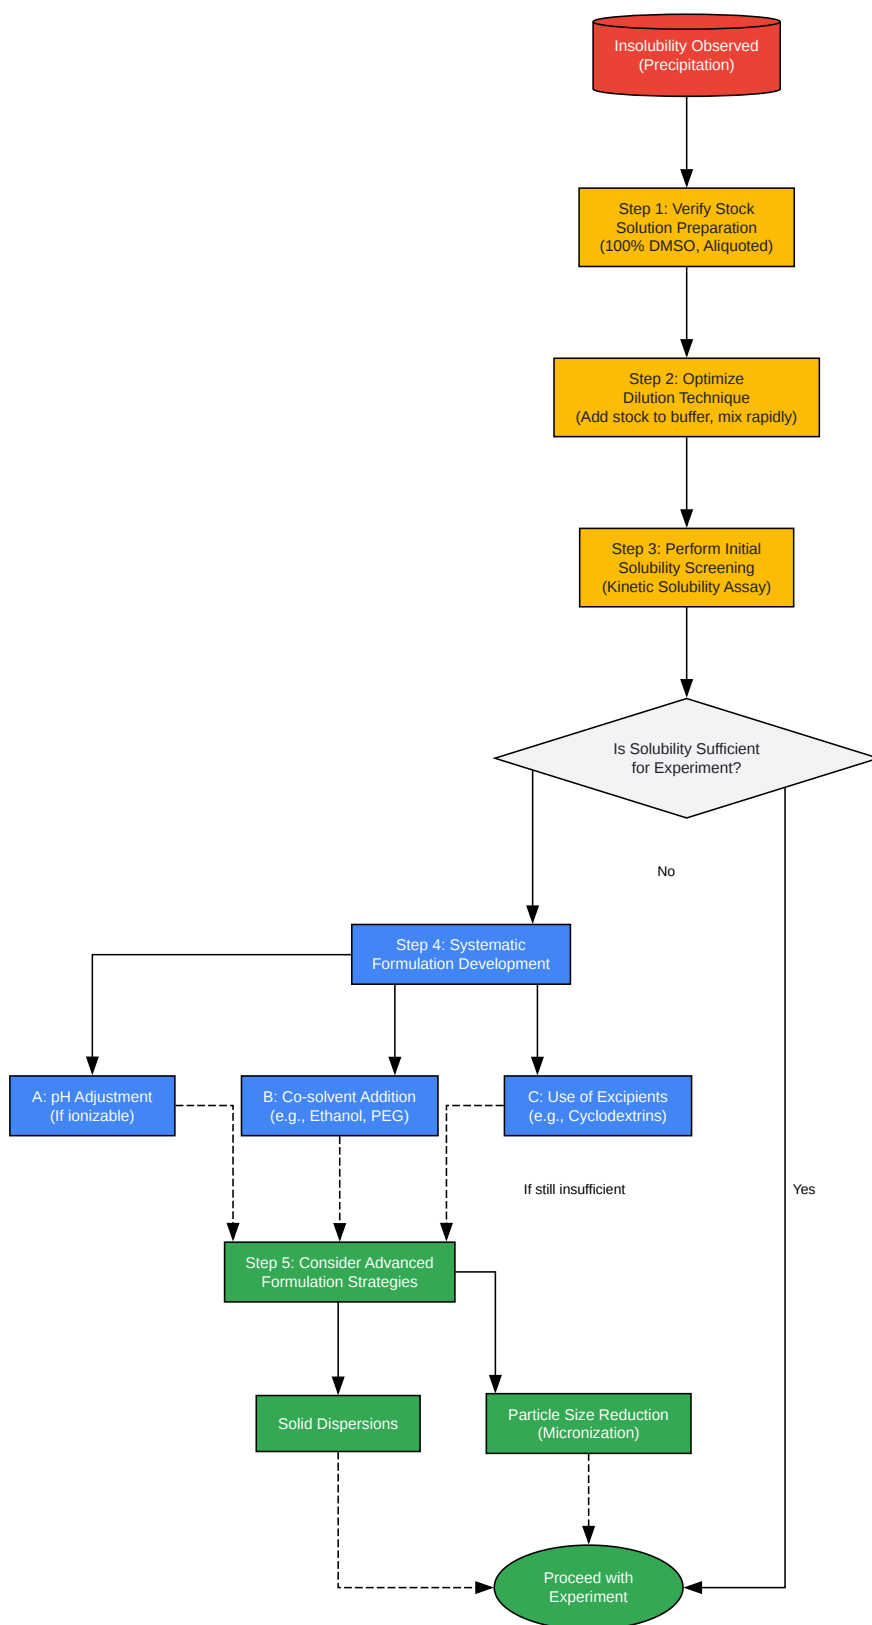 Insolubility Observed
(Precipitation)
Step 1: Verify Stock
Solution Preparation
(100% DMSO, Aliquoted)
Step 2: Optimize
Dilution Technique
(Add stock to buffer, mix rapidly)
Step 3: Perform Initial
Solubility Screening
(Kinetic Solubility Assay)
Is Solubility Sufficient
for Experiment?
No
Step 4: Systematic
Formulation Development
A: pH Adjustment
(If ionizable)
B: Co-solvent Addition
(e.g., Ethanol, PEG)
C: Use of Excipients
(e.g., Cyclodextrins)
If still insufficient
Yes
Step 5: Consider Advanced
Formulation Strategies
Solid Dispersions
Particle Size Reduction
(Micronization)
Proceed with
Experiment